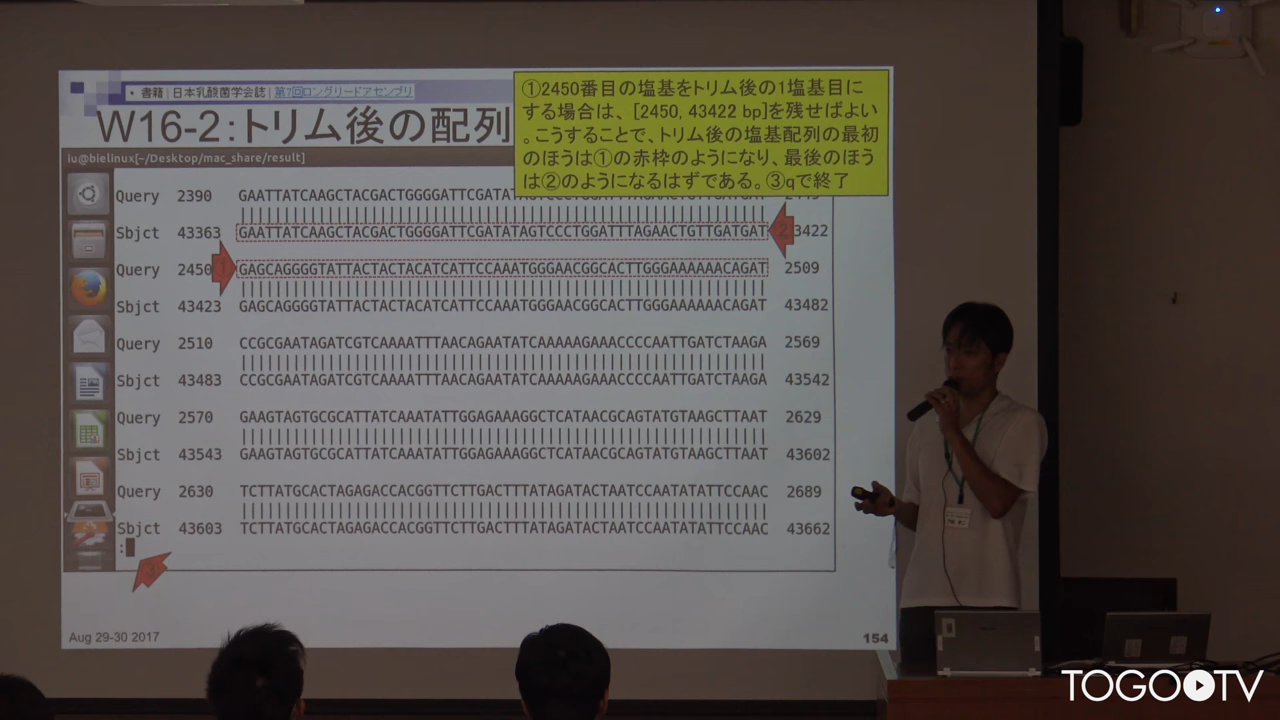 ・書籍 | 日本乳酸菌学会誌 | 第7回ロングリードアセンブリ
W16-2：トリム後の配列
①2450番目の塩基をトリム後の1塩基目に
する場合は、[2450, 43422 bp]を残せばよい
。こうすることで、トリム後の塩基配列の最初
のほうは①の赤枠のようになり、最後のほう
は②のようになるはずである。③qで終了
iu@bielinux[~/Desktop/mac_share/result]
Query 2390 GAATTATCAAGCTACGACTGGGGATTCGATAT
Sbjct 43363 GAATTATCAAGCTACGACTGGGGATTCGATATAGTCCCTGGATTTAGAACTGTTGATGAT 3422
Query 2450 GAGCAGGGGTATTACTACTACATCATTCCAAATGGGAACGGCACTTGGGAAAAAACAGAT 2509
Sbjct 43423 GAGCAGGGGTATTACTACTACATCATTCCAAATGGGAACGGCACTTGGGAAAAAACAGAT 43482
Query 2510 CCGCGAATAGATCGTCAAAATTTAACAGAATATCAAAAAGAAACCCCAATTGATCTAAGA 2569
Sbjct 43483 CCGCGAATAGATCGTCAAAATTTAACAGAATATCAAAAAGAAACCCCAATTGATCTAAGA 43542
Query 2570 GAAGTAGTGCGCATTATCAAATATTGGAGAAAGGCTCATAACGCAGTATGTAAGCTTAAT 2629
Sbjct 43543 GAAGTAGTGCGCATTATCAAATATTGGAGAAAGGCTCATAACGCAGTATGTAAGCTTAAT 43602
Query 2630 TCTTATGCACTAGAGACCACGGTTCTTGACTTTATAGATACTAATCCAATATATTCCAAC 2689
Sbjct 43603 TCTTATGCACTAGAGACCACGGTTCTTGACTTTATAGATACTAATCCAATATATTCCAAC 43662
:
Aug 29-30 2017
154
TOGO TV